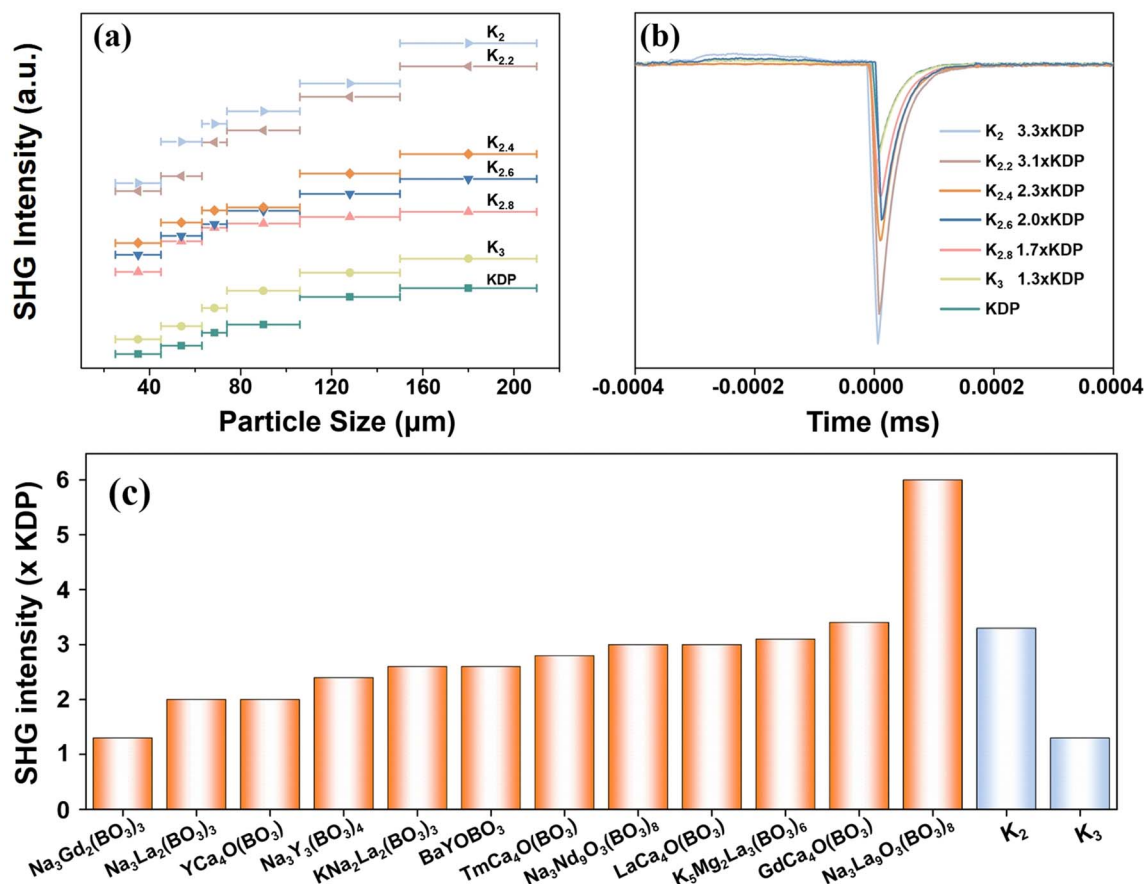 (a)
K₂
K₂.₂
K₂.₄
K₂.₆
K₂.₈
K₃
KDP
SHG Intensity (a.u.)
40 80 120 160 200
Particle Size (μm)
(b)
K₂ 3.3xKDP
K₂.₂ 3.1xKDP
K₂.₄ 2.3xKDP
K₂.₆ 2.0xKDP
K₂.₈ 1.7xKDP
K₃ 1.3xKDP
KDP
-0.0004 -0.0002 0.0000 0.0002 0.0004
Time (ms)
(c)
SHG intensity (x KDP)
6
5
4
3
2
1
0
Na₃Gd₂(BO₃)₃
Na₃La₂(BO₃)₃
YCa₄O(BO₃)
Na₃Y₃(BO₃)₄
KNa₂La₂(BO₃)₃
BaYOBO₃
TmCa₄O(BO₃)
Na₃Nd₉O₃(BO₃)₈
LaCa₄O(BO₃)
K₅Mg₂La₃(BO₃)₆
GdCa₄O(BO₃)
Na₃La₉O₃(BO₃)₈
K₂
K₃